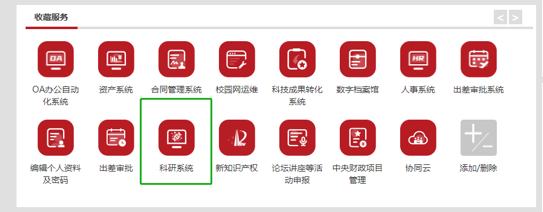 收藏服务
< >
OA
OA办公自动化系统
资产系统
合同管理系统
校园网运维
科技成果转化系统
数字档案馆
人事系统
出差审批系统
编辑个人资料及密码
出差审批
科研系统
新知识产权
论坛讲座等活动申报
中央财政项目管理
协同云
添加/删除